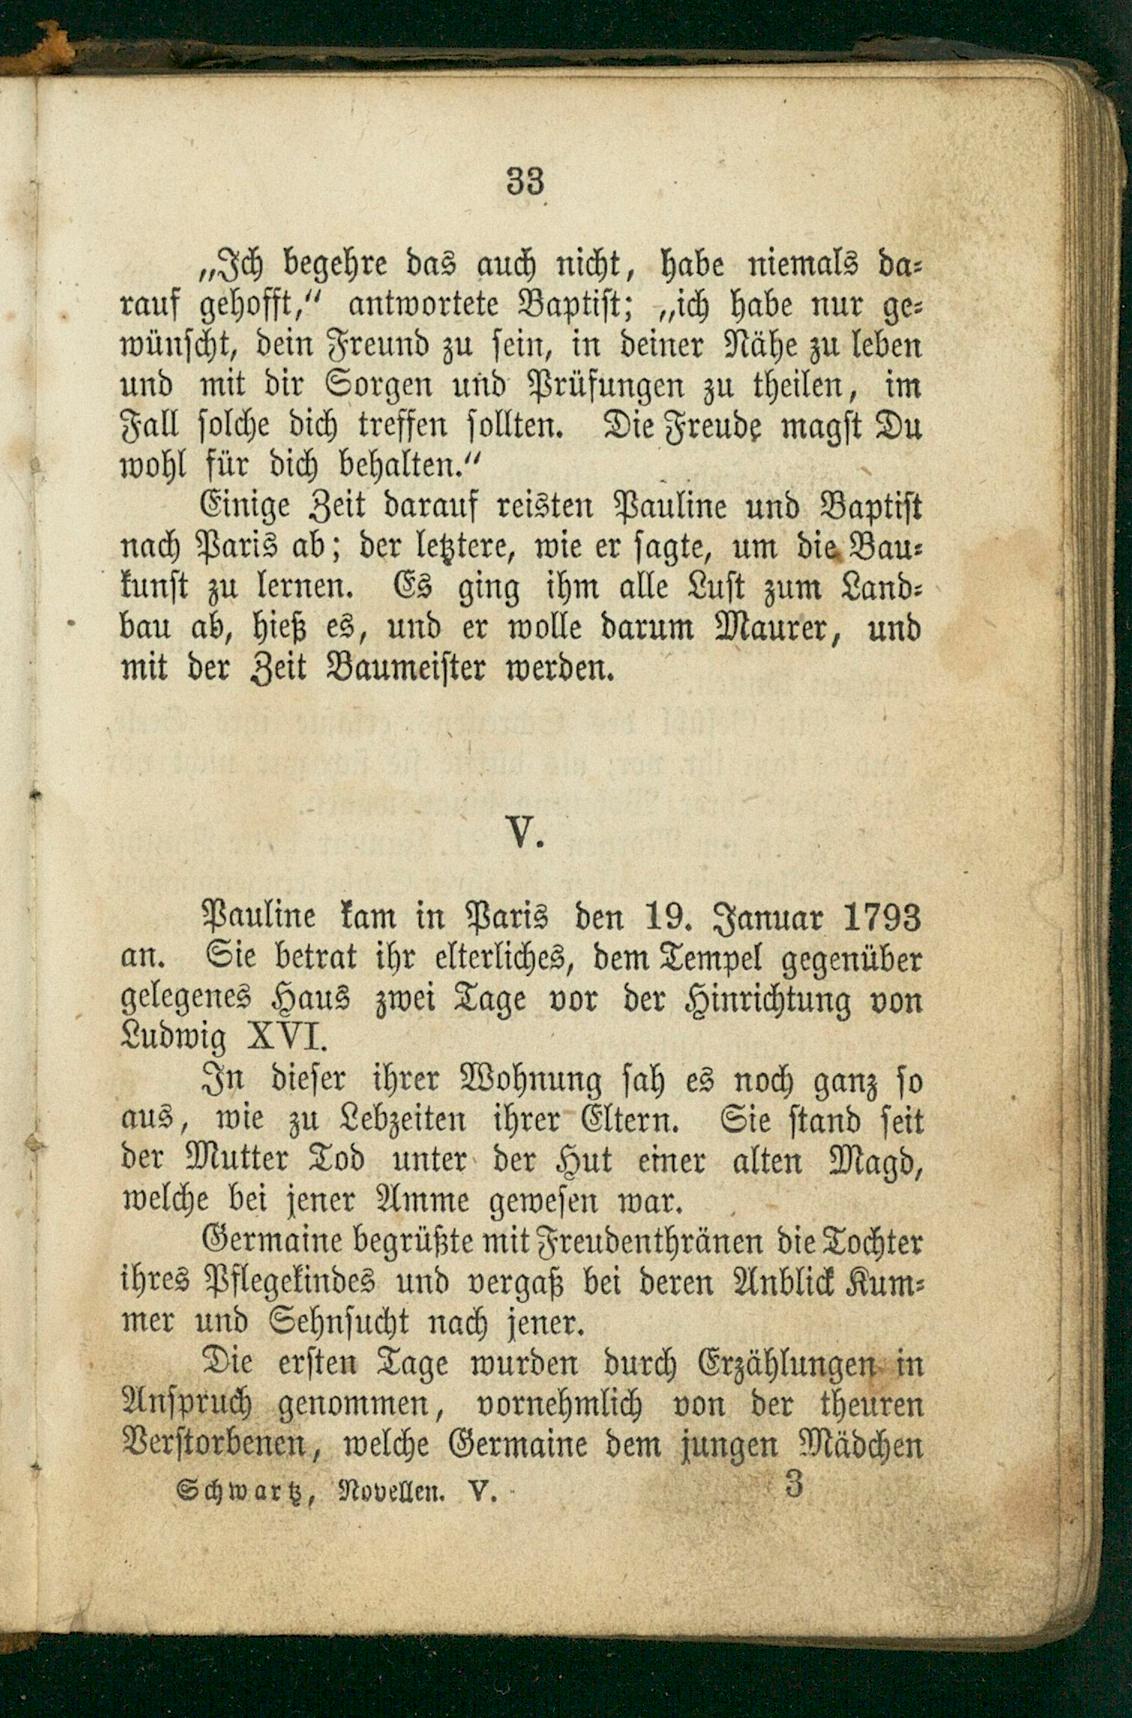 33
„Ich begehre das auch nicht, habe niemals da-
rauf gehofft,“ antwortete Baptist; „ich habe nur ge-
wünscht, dein Freund zu sein, in deiner Nähe zu leben
und mit dir Sorgen und Prüfungen zu theilen, im
Fall solche dich treffen sollten. Die Freude magst Du
wohl für dich behalten.“
Einige Zeit darauf reisten Pauline und Baptist
nach Paris ab; der letztere, wie er sagte, um die Bau-
kunst zu lernen. Es ging ihm alle Lust zum Land-
bau ab, hieß es, und er wolle darum Maurer, und
mit der Zeit Baumeister werden.
V.
Pauline kam in Paris den 19. Januar 1793
an. Sie betrat ihr elterliches, dem Tempel gegenüber
gelegenes Haus zwei Tage vor der Hinrichtung von
Ludwig XVI.
In dieser ihrer Wohnung sah es noch ganz so
aus, wie zu Lebzeiten ihrer Eltern. Sie stand seit
der Mutter Tod unter der Hut einer alten Magd,
welche bei jener Amme gewesen war.
Germaine begrüßte mit Freudenthränen die Tochter
ihres Pflegekindes und vergaß bei deren Anblick Kum-
mer und Sehnsucht nach jener.
Die ersten Tage wurden durch Erzählungen in
Anspruch genommen, vornehmlich von der theuren
Verstorbenen, welche Germaine dem jungen Mädchen
Schwartz, Novellen. V. 3